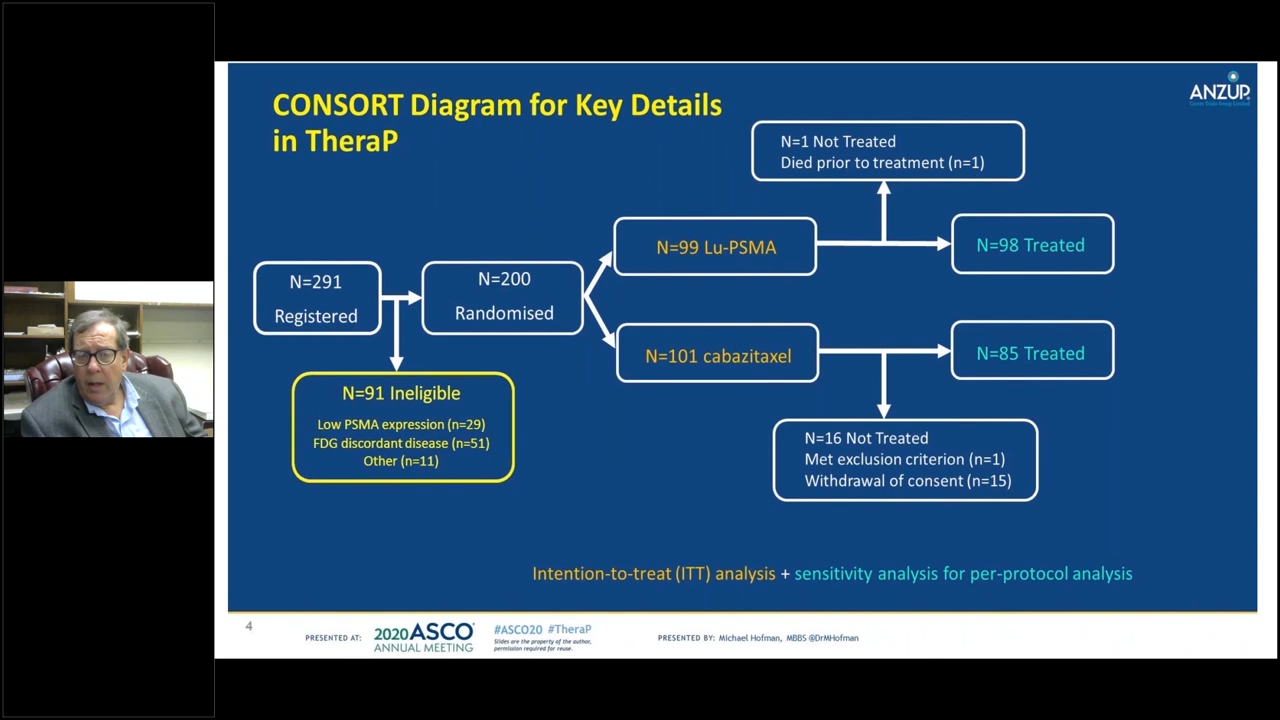 CONSORT Diagram for Key Details
in TheraP
ANZUP
N=1 Not Treated
Died prior to treatment (n=1)
N=99 Lu-PSMA
N=98 Treated
N=291
Registered
N=200
Randomised
N=101 cabazitaxel
N=85 Treated
N=91 Ineligible
Low PSMA expression (n=29)
FDG discordant disease (n=51)
Other (n=11)
N=16 Not Treated
Met exclusion criterion (n=1)
Withdrawal of consent (n=15)
Intention-to-treat (ITT) analysis + sensitivity analysis for per-protocol analysis
4
PRESENTED AT:
2020 ASCO
ANNUAL MEETING
#ASCO20 #TheraP
Slides are the property of the author,
permission required for reuse.
PRESENTED BY: Michael Hofman, MBBS @DrMHofman